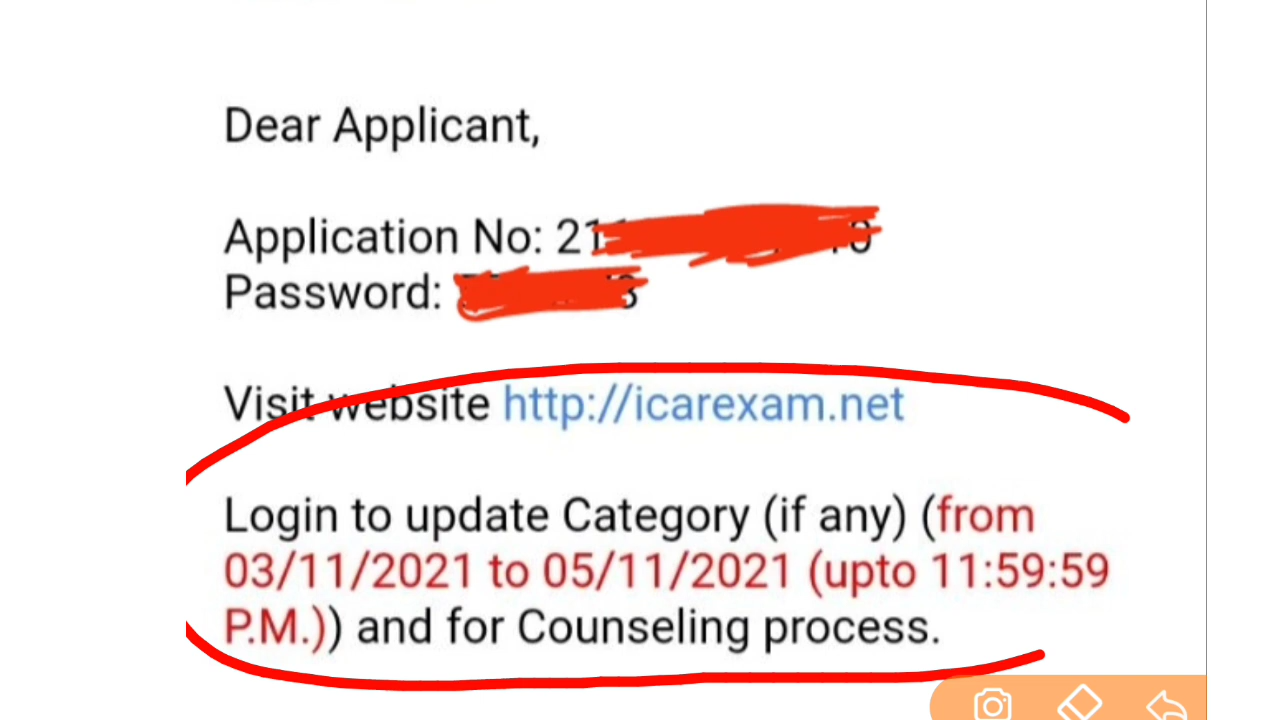 Dear Applicant,
Application No: 21
Password:
Visit website http://icarexam.net
Login to update Category (if any) (from
03/11/2021 to 05/11/2021 (upto 11:59:59
P.M.)) and for Counseling process.